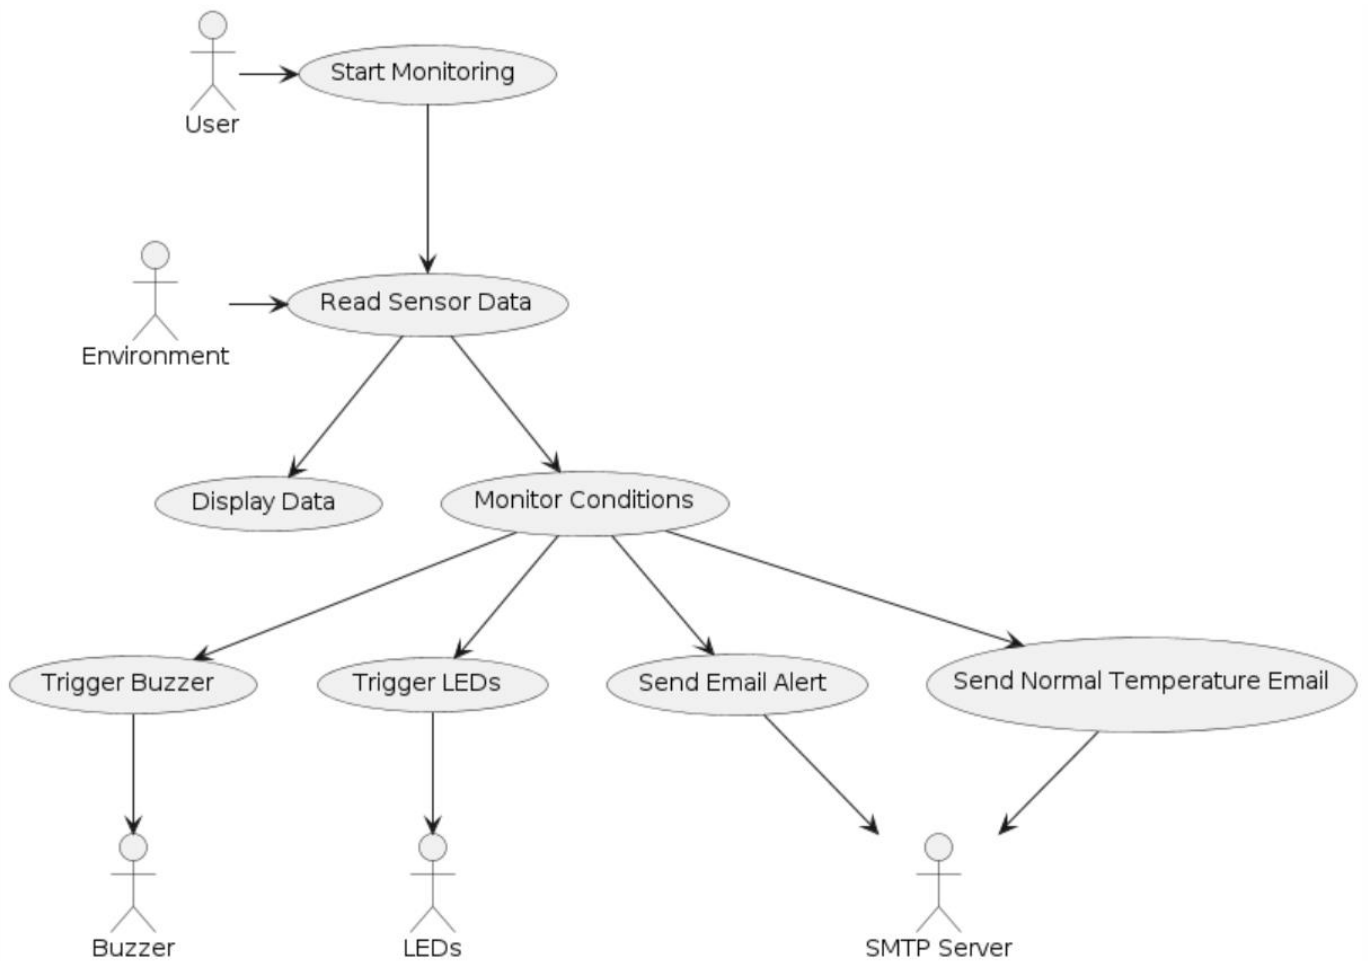 Start Monitoring
User
Read Sensor Data
Environment
Display Data
Monitor Conditions
Trigger Buzzer
Trigger LEDs
Send Email Alert
Send Normal Temperature Email
Buzzer
LEDs
SMTP Server